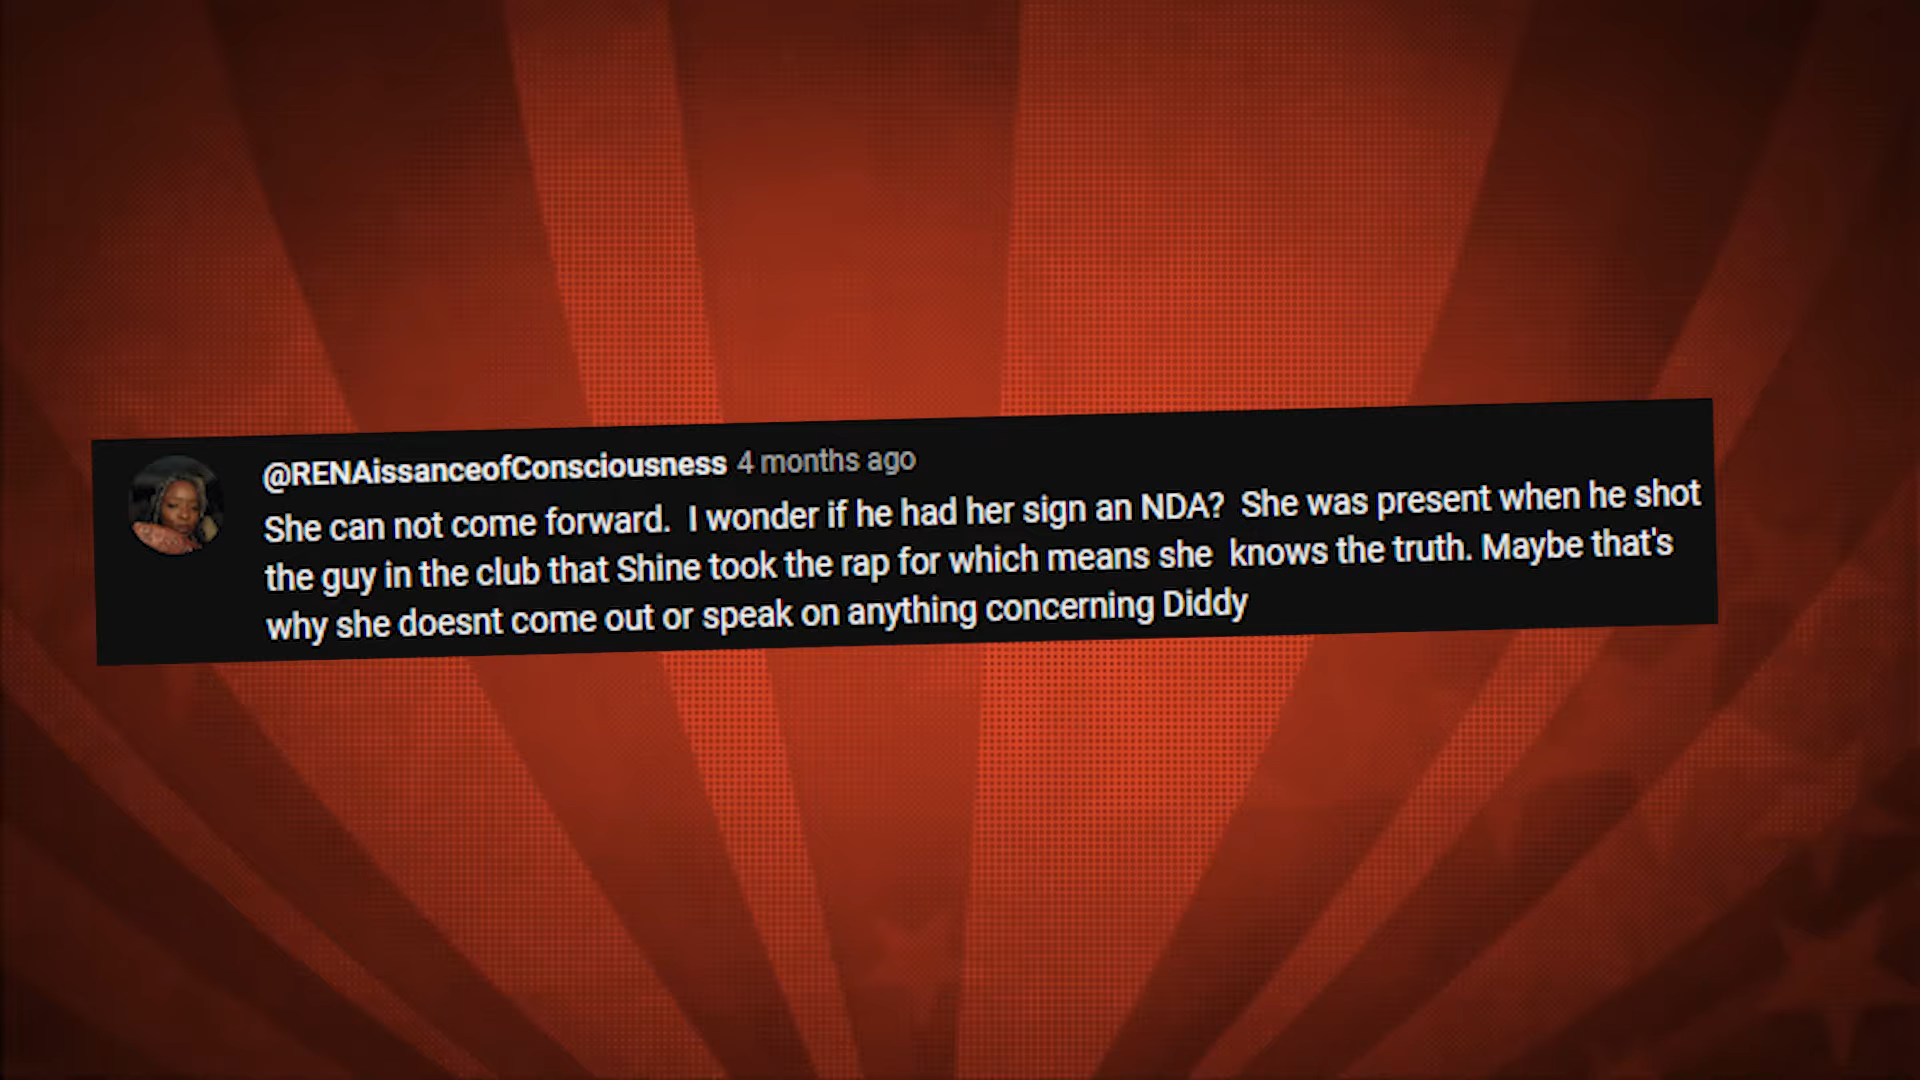 @RENAissanceofConsciousness 4 months ago
She can not come forward.  I wonder if he had her sign an NDA?  She was present when he shot
the guy in the club that Shine took the rap for which means she  knows the truth. Maybe that's
why she doesnt come out or speak on anything concerning Diddy